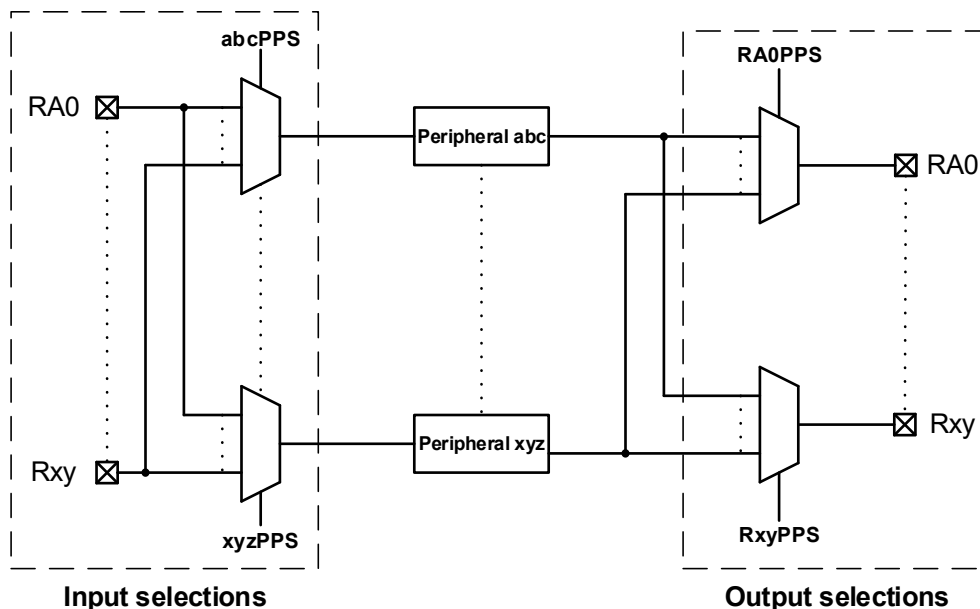 abcPPS
RA0PPS
RA0
Peripheral abc
RA0
Peripheral xyz
Rxy
Rxy
xyzPPS
RxyPPS
Input selections
Output selections